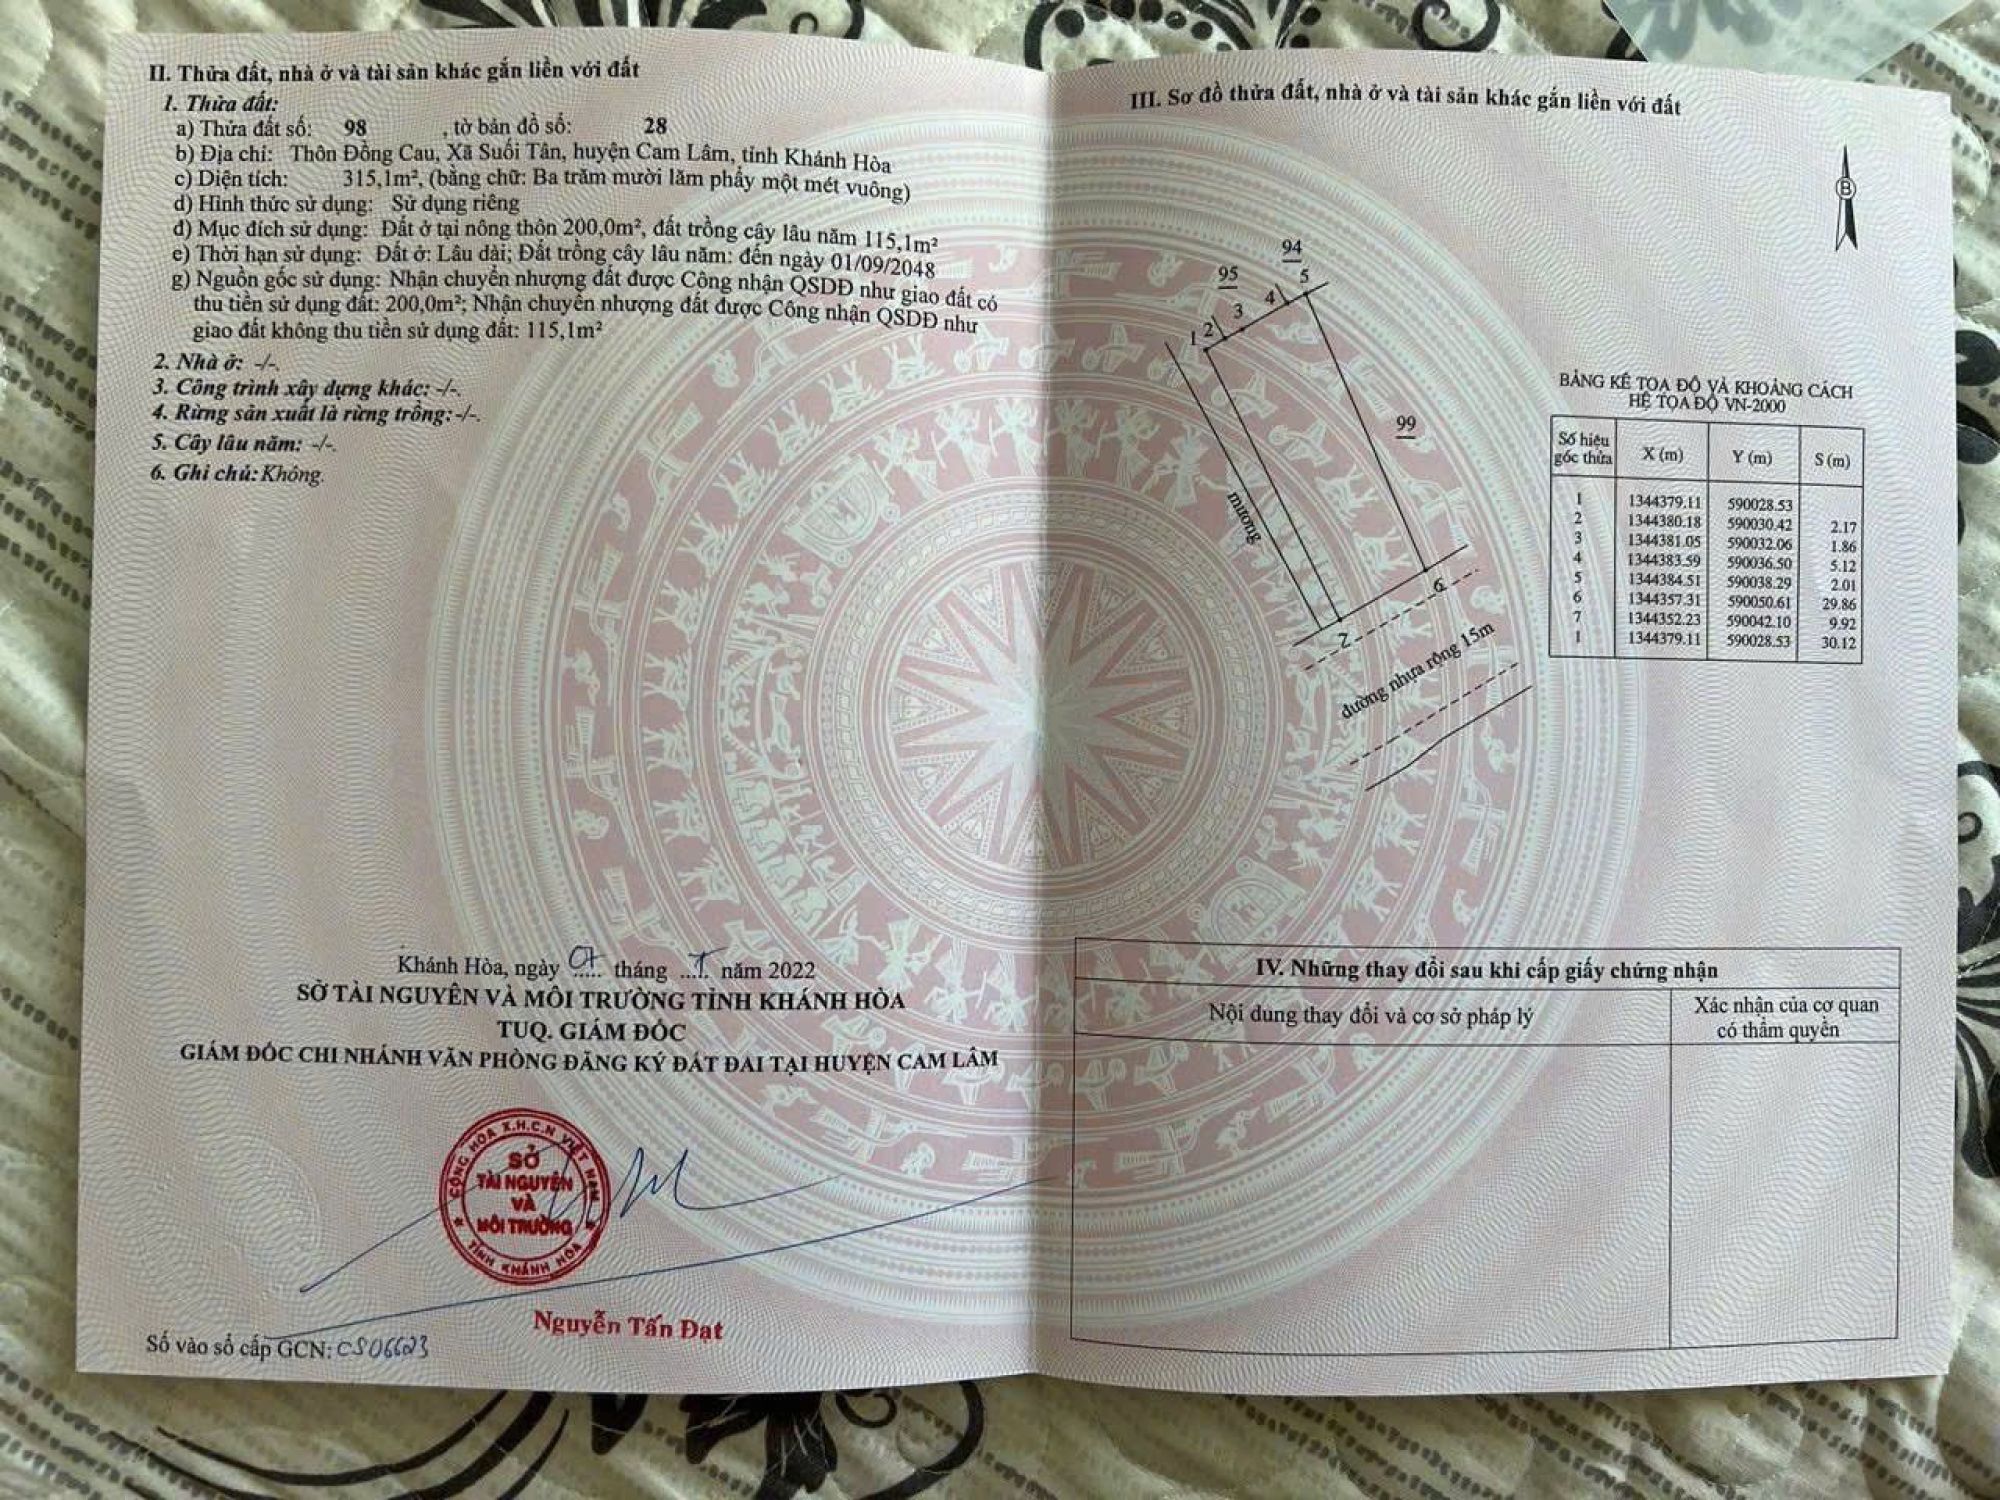 II. Thửa đất, nhà ở và tài sản khác gắn liền với đất
1. Thửa đất:
a) Thửa đất số: 98 , tờ bản đồ số: 28
b) Địa chỉ: Thôn Đồng Cau, Xã Suối Tân, huyện Cam Lâm, tỉnh Khánh Hòa
c) Diện tích: 315,1m², (bằng chữ: Ba trăm mười lăm phẩy một mét vuông)
d) Hình thức sử dụng: Sử dụng riêng
đ) Mục đích sử dụng: Đất ở tại nông thôn 200,0m², đất trồng cây lâu năm 115,1m²
e) Thời hạn sử dụng: Đất ở: Lâu dài; Đất trồng cây lâu năm: đến ngày 01/09/2048
g) Nguồn gốc sử dụng: Nhận chuyển nhượng đất được Công nhận QSDĐ như giao đất có
thu tiền sử dụng đất: 200,0m²; Nhận chuyển nhượng đất được Công nhận QSDĐ như
giao đất không thu tiền sử dụng đất: 115,1m²
2. Nhà ở: -/-.
3. Công trình xây dựng khác: -/-.
4. Rừng sản xuất là rừng trồng: -/-.
5. Cây lâu năm: -/-.
6. Ghi chú: Không.
Khánh Hòa, ngày 07 tháng ..... năm 2022
SỞ TÀI NGUYÊN VÀ MÔI TRƯỜNG TỈNH KHÁNH HÒA
TUQ. GIÁM ĐỐC
GIÁM ĐỐC CHI NHÁNH VĂN PHÒNG ĐĂNG KÝ ĐẤT ĐAI TẠI HUYỆN CAM LÂM
CỘNG HÒA X.H.C.N VIỆT NAM
SỞ
TÀI NGUYÊN
VÀ
MÔI TRƯỜNG
TỈNH KHÁNH HÒA
Nguyễn Tấn Đạt
Số vào sổ cấp GCN: CS06623
III. Sơ đồ thửa đất, nhà ở và tài sản khác gắn liền với đất
B
94
95 5
4
3
2
1
99
mương
6
7
đường nhựa rộng 15m
BẢNG KÊ TỌA ĐỘ VÀ KHOẢNG CÁCH
HỆ TỌA ĐỘ VN-2000
Số hiệu góc thửa X (m) Y (m) S (m)
1 1344379.11 590028.53
2 1344380.18 590030.42 2.17
3 1344381.05 590032.06 1.86
4 1344383.59 590036.50 5.12
5 1344384.51 590038.29 2.01
6 1344357.31 590050.61 29.86
7 1344352.23 590042.10 9.92
1 1344379.11 590028.53 30.12
IV. Những thay đổi sau khi cấp giấy chứng nhận
Nội dung thay đổi và cơ sở pháp lý
Xác nhận của cơ quan
có thẩm quyền